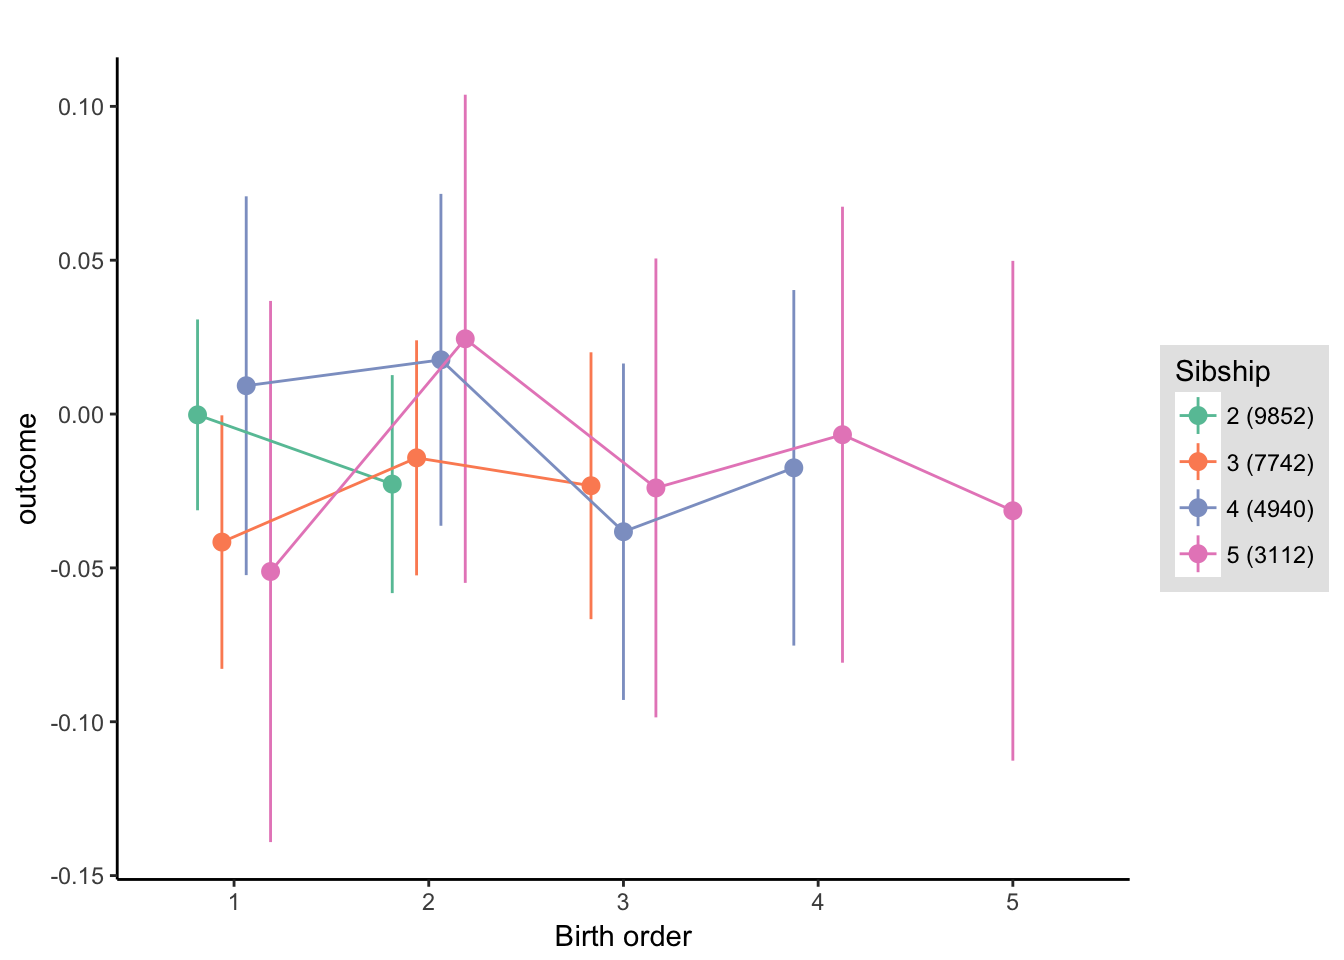 0.10
0.05
0.00
-0.05
-0.10
-0.15
outcome
1 2 3 4 5
Birth order
Sibship
2 (9852)
3 (7742)
4 (4940)
5 (3112)